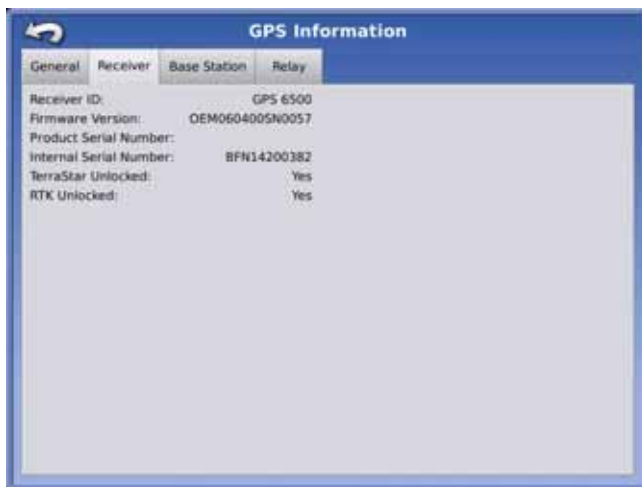 GPS Information
General Receiver Base Station Relay
Receiver ID: GPS 6500
Firmware Version: OEM060400SN0057
Product Serial Number:
Internal Serial Number: BFN14200382
TerraStar Unlocked: Yes
RTK Unlocked: Yes